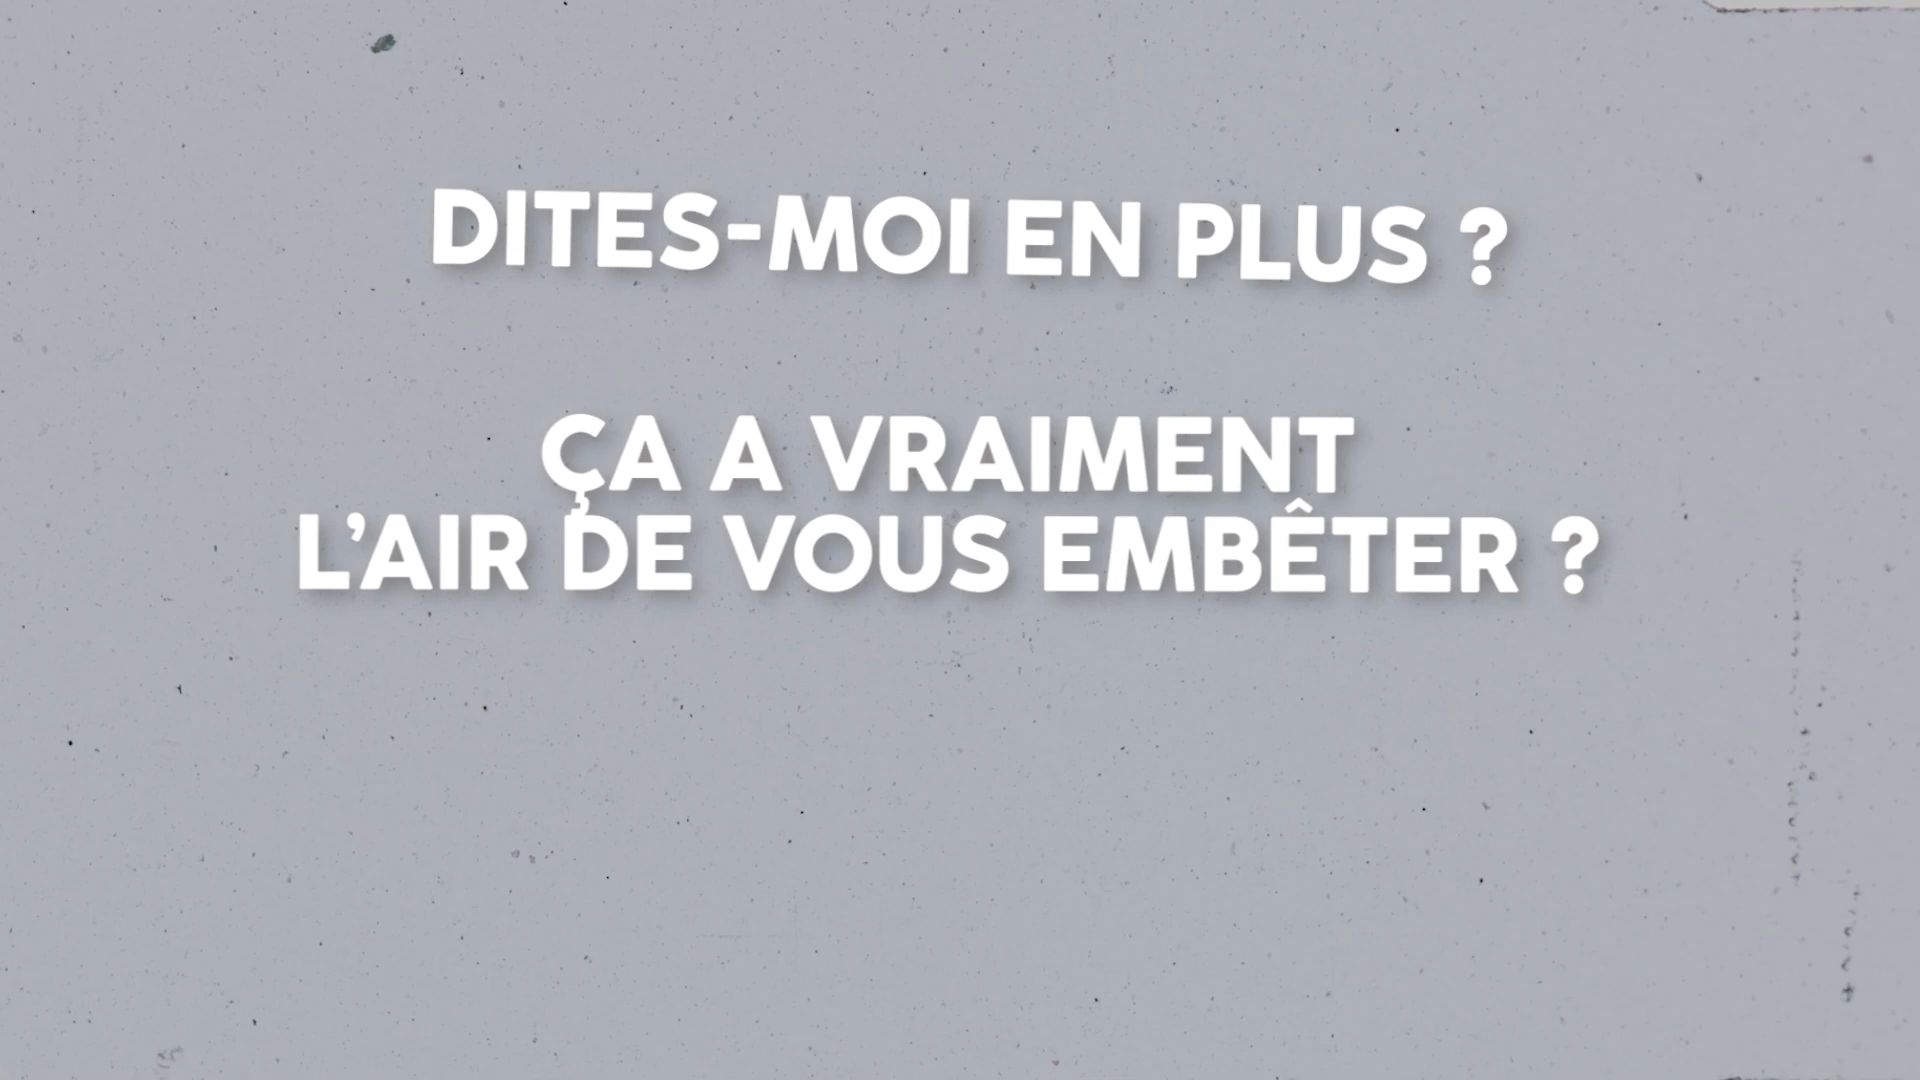 DITES-MOI EN PLUS ?
ÇA A VRAIMENT
L’AIR DE VOUS EMBÊTER ?